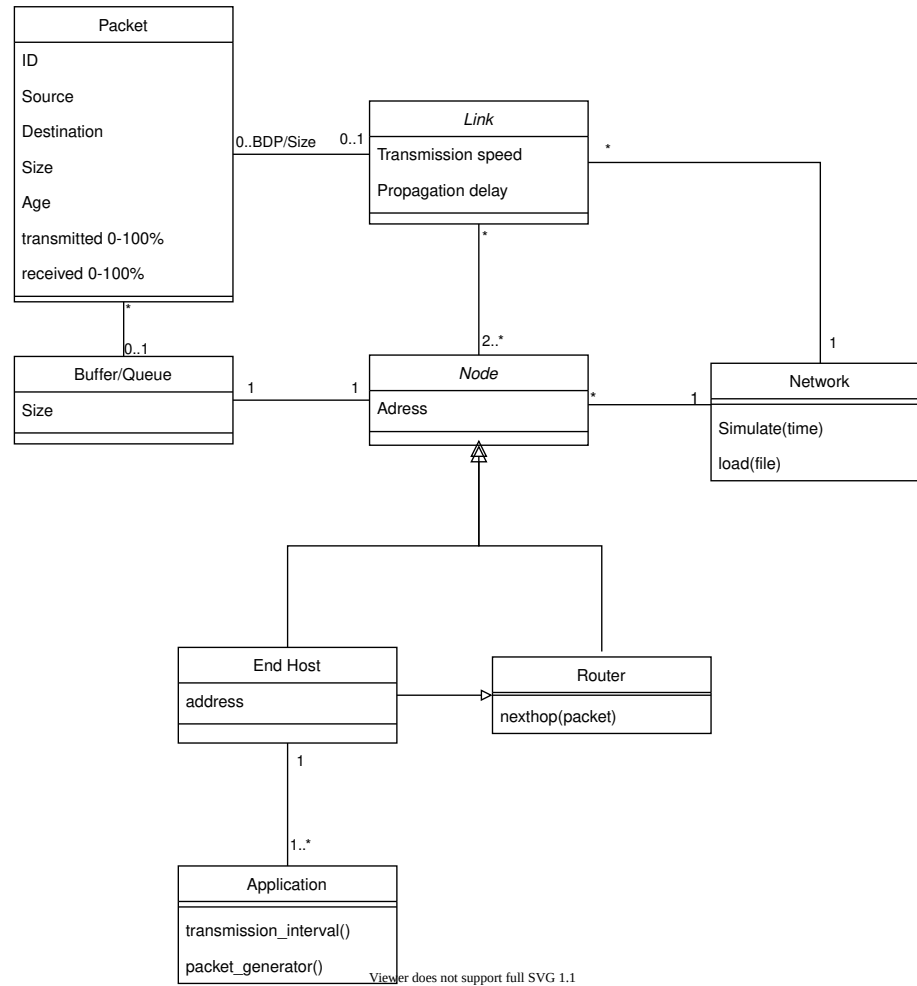 Packet
ID
Source
Destination
Size
Age
transmitted 0-100%
received 0-100%
0..BDP/Size
0..1
Link
Transmission speed
Propagation delay
*
*
2..*
1
*
0..1
Buffer/Queue
Size
1
1
Node
Adress
*
1
Network
Simulate(time)
load(file)
End Host
address
Router
nexthop(packet)
1
1..*
Application
transmission_interval()
packet_generator()
Viewer does not support full SVG 1.1